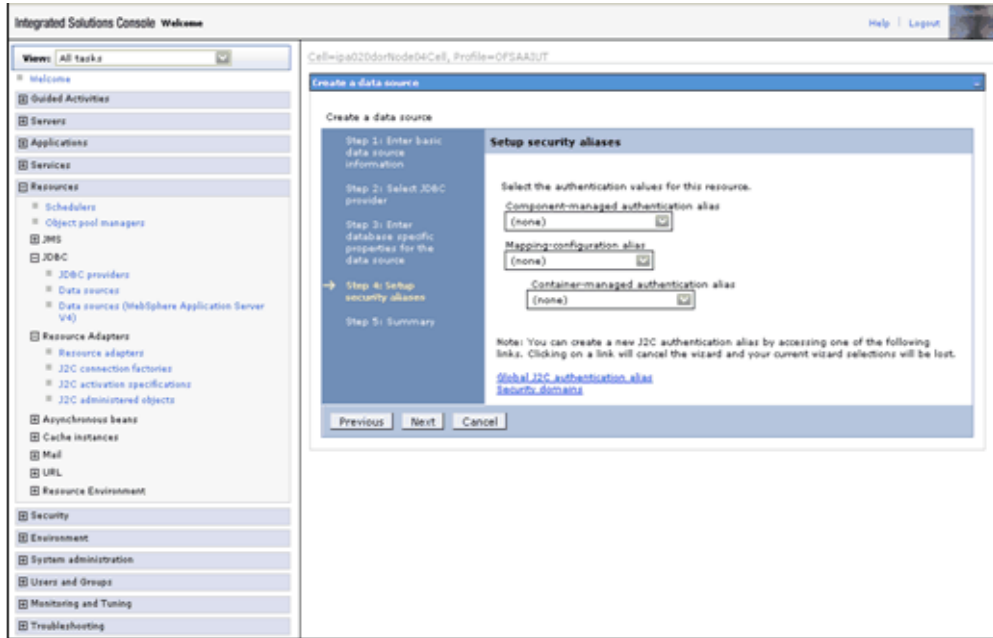 Integrated Solutions Console Welcome
Help | Logout
View: All tasks
Welcome
Guided Activities
Servers
Applications
Services
Resources
Schedulers
Object pool managers
JMS
JDBC
JDBC providers
Data sources
Data sources (WebSphere Application Server
V4)
Resource Adapters
Resource adapters
J2C connection factories
J2C activation specifications
J2C administered objects
Asynchronous beans
Cache instances
Mail
URL
Resource Environment
Security
Environment
System administration
Users and Groups
Monitoring and Tuning
Troubleshooting
Cell=ipa020dorNode04Cell, Profile=OFSAAIUT
Create a data source
Create a data source
Step 1: Enter basic
data source
information
Step 2: Select JDBC
provider
Step 3: Enter
database specific
properties for the
data source
Step 4: Setup
security aliases
Step 5: Summary
Setup security aliases
Select the authentication values for this resource.
Component-managed authentication alias
(none)
Mapping-configuration alias
(none)
Container-managed authentication alias
(none)
Note: You can create a new J2C authentication alias by accessing one of the following
links. Clicking on a link will cancel the wizard and your current wizard selections will be lost.
Global J2C authentication alias
Security domains
Previous Next Cancel